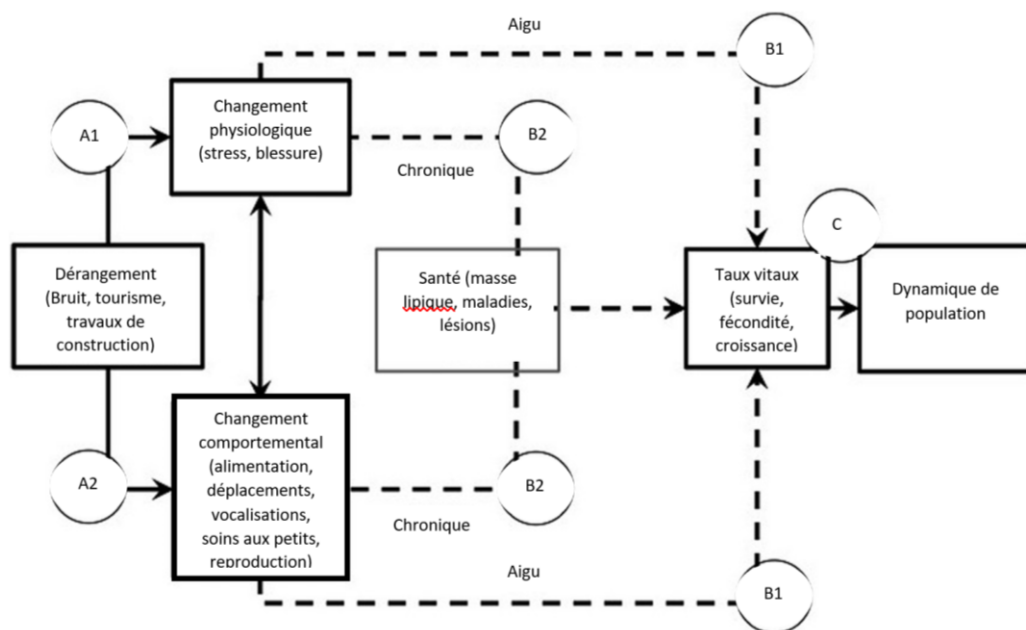 Aigu
B1
Changement
physiologique
(stress, blessure)
A1
B2
Chronique
C
Dérangement
(Bruit, tourisme,
travaux de
construction)
Santé (masse
lipique, maladies,
lésions)
Taux vitaux
(survie,
fécondité,
croissance)
Dynamique de
population
Changement
comportemental
(alimentation,
déplacements,
vocalisations,
soins aux petits,
reproduction)
A2
B2
Chronique
Aigu
B1